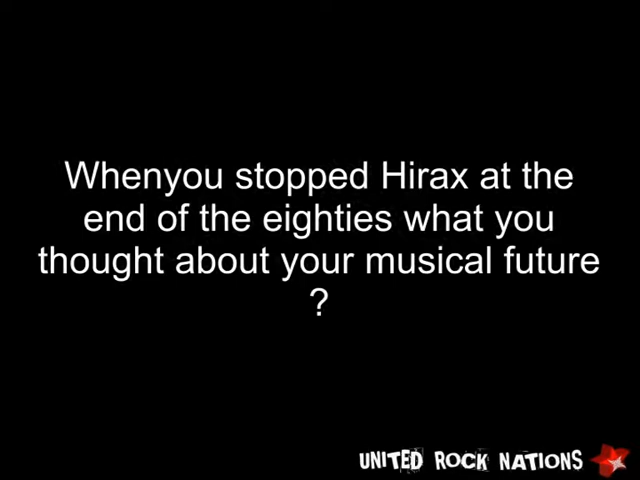 Whenyou stopped Hirax at the
end of the eighties what you
thought about your musical future
?
UNITED ROCK NATIONS